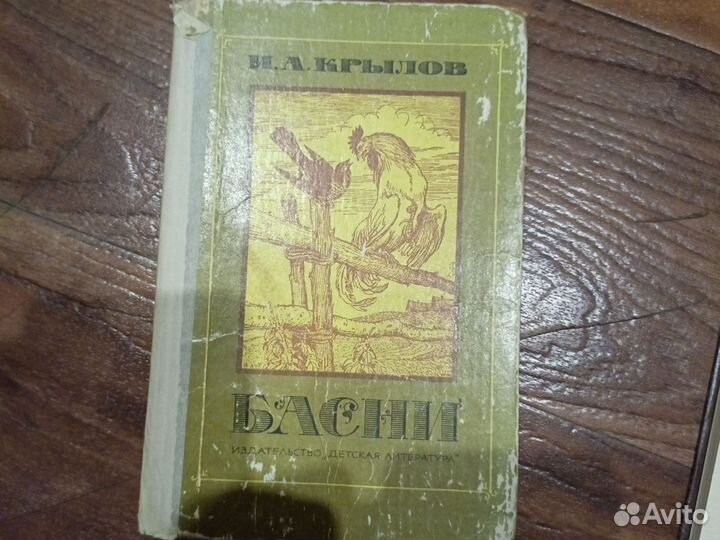 И.А.КРЫЛОВ
БАСНИ
ИЗДАТЕЛЬСТВО „ДЕТСКАЯ ЛИТЕРАТУРА"
Avito